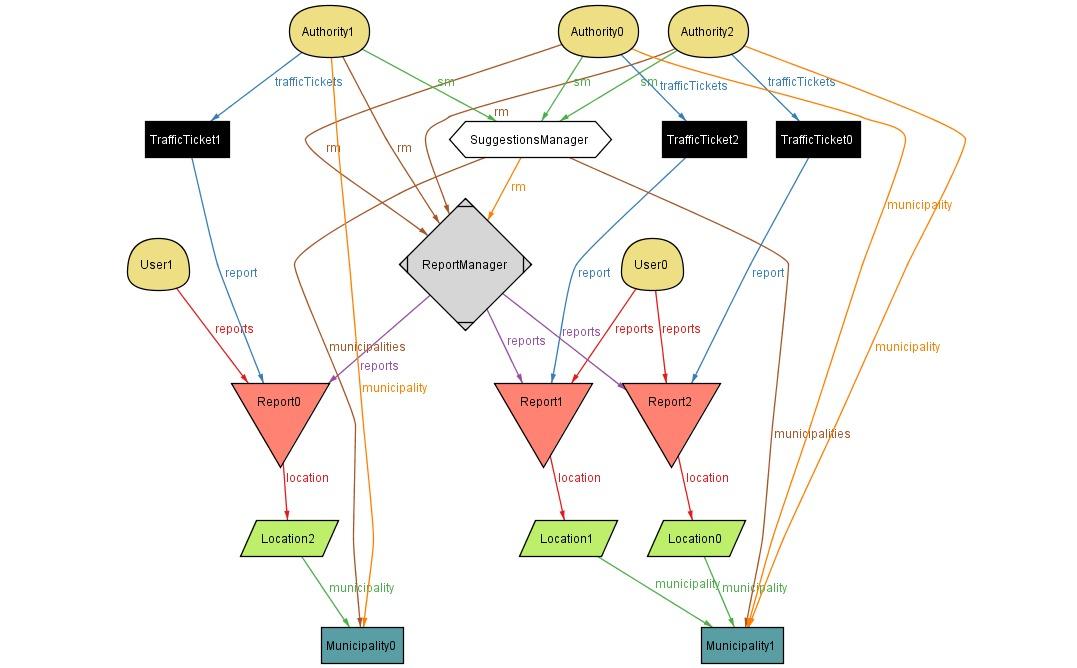 Authority1
Authority0
Authority2
trafficTickets
sm
sm
sm
trafficTickets
trafficTickets
rm
TrafficTicket1
SuggestionsManager
TrafficTicket2
TrafficTicket0
rm
rm
rm
municipality
User1
ReportManager
User0
report
report
report
reports
reports
reports
reports
reports
municipalities
municipality
reports
municipality
Report0
Report1
Report2
municipalities
location
location
location
Location2
Location1
Location0
municipality
municipality
municipality
Municipality0
Municipality1